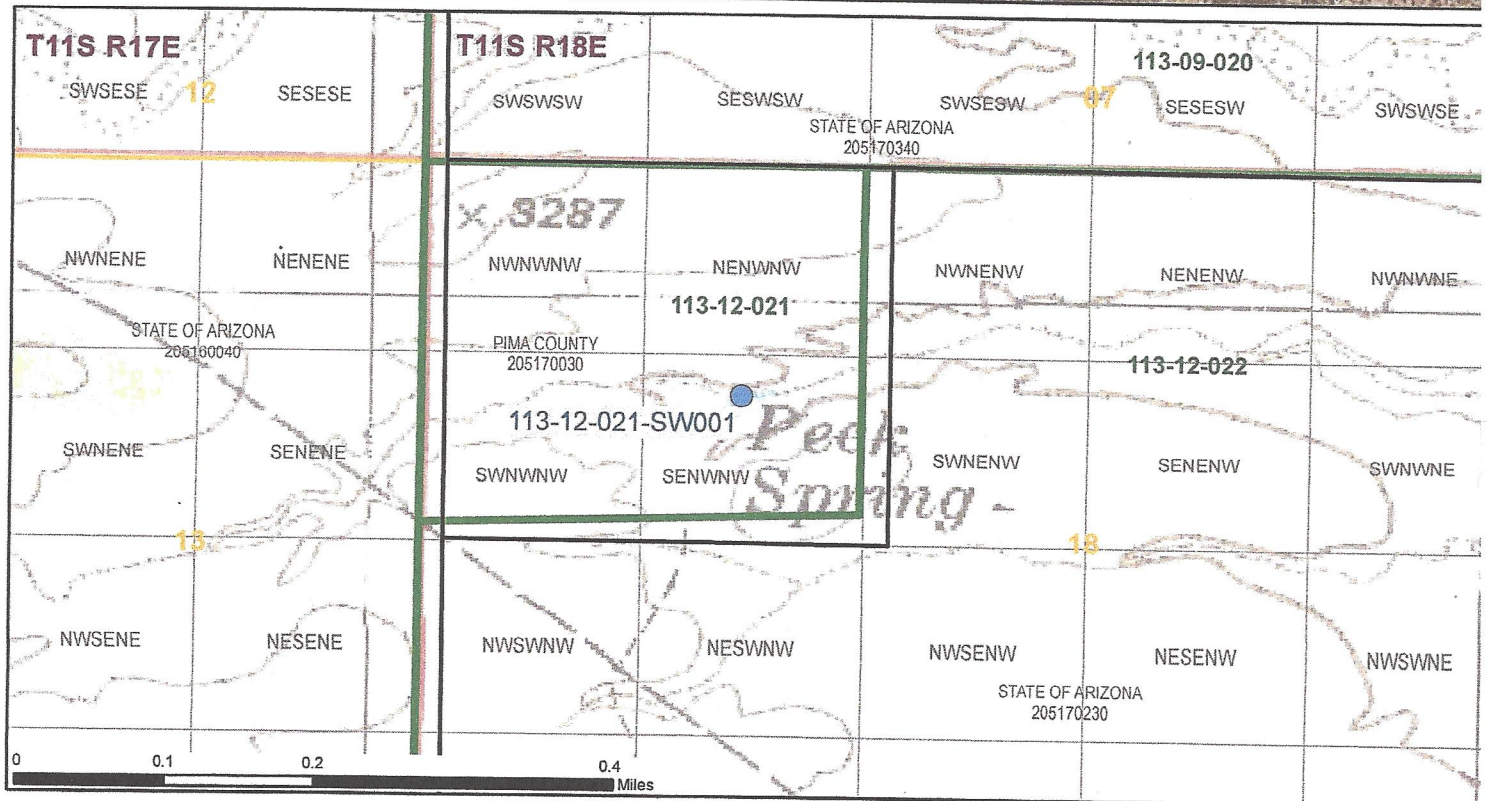 T11S R17E
T11S R18E
113-09-020
SWSESE
12
SESESE
SWSWSW
SESWSW
SWSESW
07
SESESW
SWSWSE
STATE OF ARIZONA
205170340
x 3287
NWNENE
NENENE
NWNWNW
NENWNW
NWNENW
NENENW
NWNWNE
113-12-021
STATE OF ARIZONA
205160040
PIMA COUNTY
205170030
113-12-022
113-12-021-SW001
Peck
Spring
SWNENE
SENENE
SWNWNW
SENWNW
SWNENW
SENENW
SWNWNE
13
18
NWSENE
NESENE
NWSWNW
NESWNW
NWSENW
NESENW
NWSWNE
STATE OF ARIZONA
205170230
0 0.1 0.2 0.4
Miles